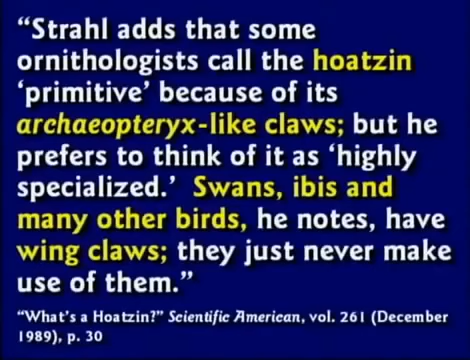 “Strahl adds that some
ornithologists call the hoatzin
‘primitive’ because of its
archaeopteryx-like claws; but he
prefers to think of it as ‘highly
specialized.’ Swans, ibis and
many other birds, he notes, have
wing claws; they just never make
use of them.”
“What’s a Hoatzin?” Scientific American, vol. 261 (December
1989), p. 30